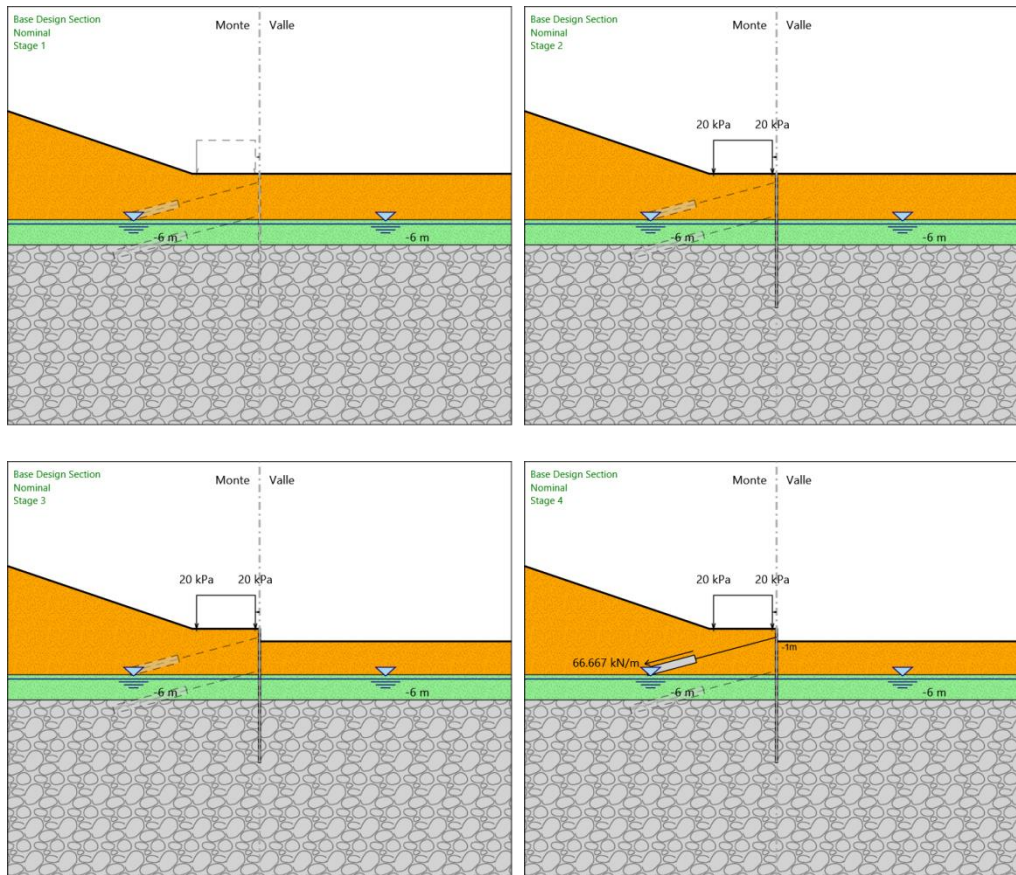 Base Design Section
Nominal
Stage 1
Monte Valle
-6 m -6 m
Base Design Section
Nominal
Stage 2
Monte Valle
20 kPa 20 kPa
-6 m -6 m
Base Design Section
Nominal
Stage 3
Monte Valle
20 kPa 20 kPa
-6 m -6 m
Base Design Section
Nominal
Stage 4
Monte Valle
20 kPa 20 kPa
-1m
66.667 kN/m
-6 m -6 m